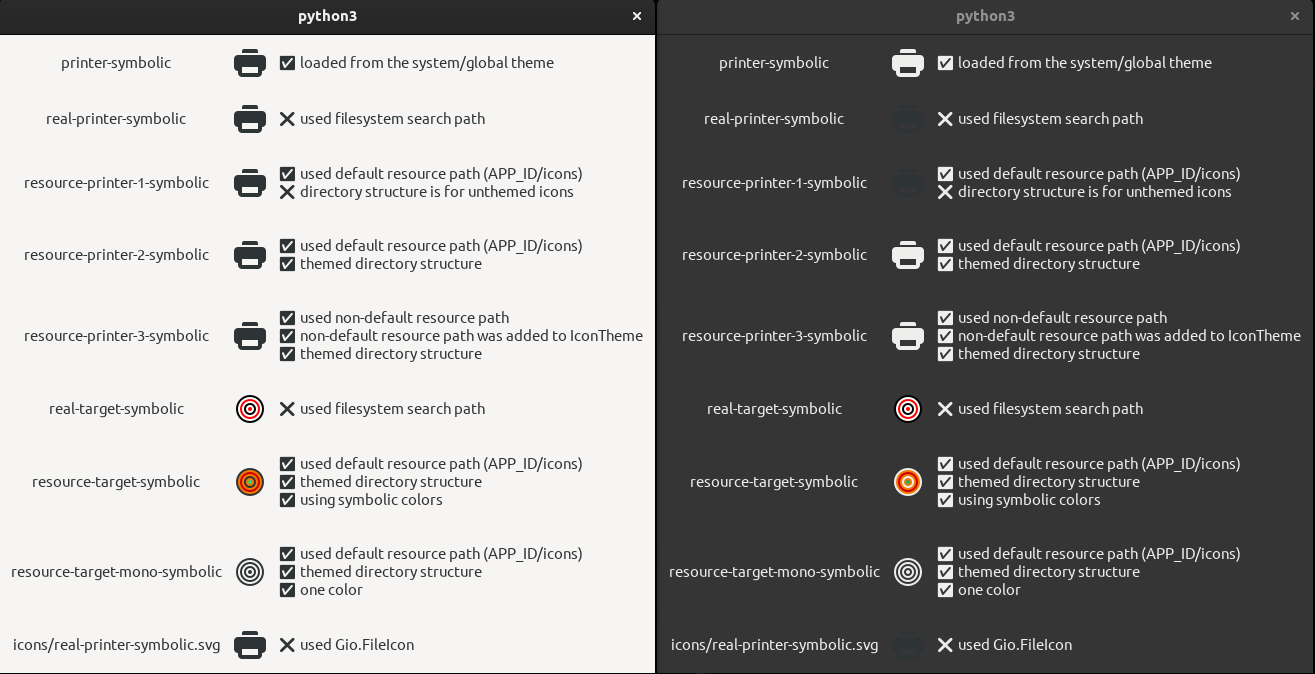 python3
printer-symbolic ✅ loaded from the system/global theme
real-printer-symbolic ❌ used filesystem search path
resource-printer-1-symbolic ✅ used default resource path (APP_ID/icons)
❌ directory structure is for unthemed icons
resource-printer-2-symbolic ✅ used default resource path (APP_ID/icons)
✅ themed directory structure
resource-printer-3-symbolic ✅ used non-default resource path
✅ non-default resource path was added to IconTheme
✅ themed directory structure
real-target-symbolic ❌ used filesystem search path
resource-target-symbolic ✅ used default resource path (APP_ID/icons)
✅ themed directory structure
✅ using symbolic colors
resource-target-mono-symbolic ✅ used default resource path (APP_ID/icons)
✅ themed directory structure
✅ one color
icons/real-printer-symbolic.svg ❌ used Gio.FileIcon
python3
printer-symbolic ✅ loaded from the system/global theme
real-printer-symbolic ❌ used filesystem search path
resource-printer-1-symbolic ✅ used default resource path (APP_ID/icons)
❌ directory structure is for unthemed icons
resource-printer-2-symbolic ✅ used default resource path (APP_ID/icons)
✅ themed directory structure
resource-printer-3-symbolic ✅ used non-default resource path
✅ non-default resource path was added to IconTheme
✅ themed directory structure
real-target-symbolic ❌ used filesystem search path
resource-target-symbolic ✅ used default resource path (APP_ID/icons)
✅ themed directory structure
✅ using symbolic colors
resource-target-mono-symbolic ✅ used default resource path (APP_ID/icons)
✅ themed directory structure
✅ one color
icons/real-printer-symbolic.svg ❌ used Gio.FileIcon